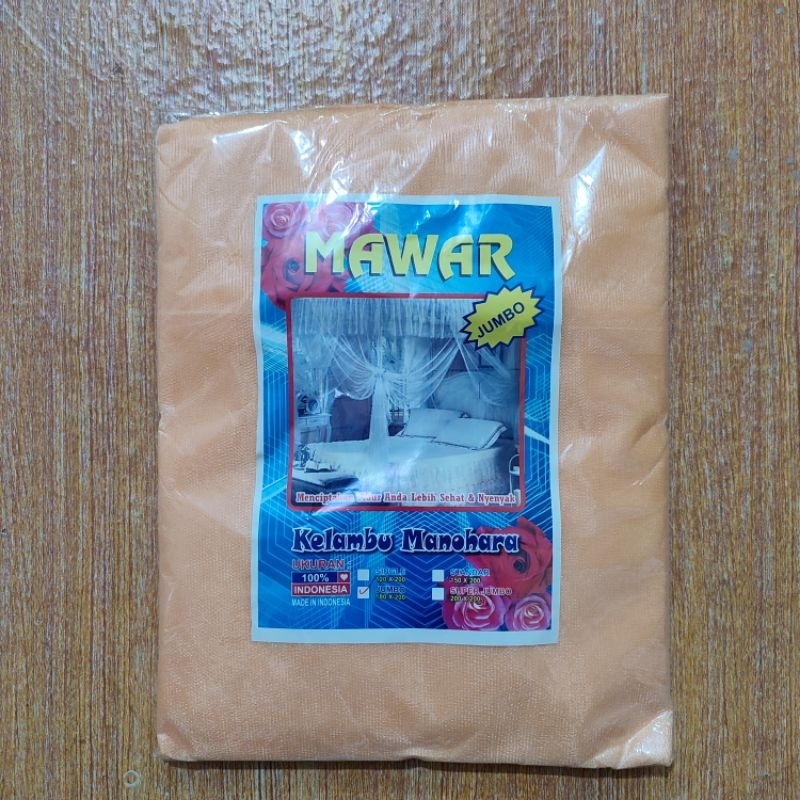 MAWAR
JUMBO
Menciptakan Tidur Anda Lebih Sehat & Nyenyak
Kelambu Manohara
UKURAN :
100%
INDONESIA
MADE IN INDONESIA
SINGLE
120 X 200
STANDAR
150 X 200
JUMBO
180 X 200
SUPER JUMBO
200 X 200